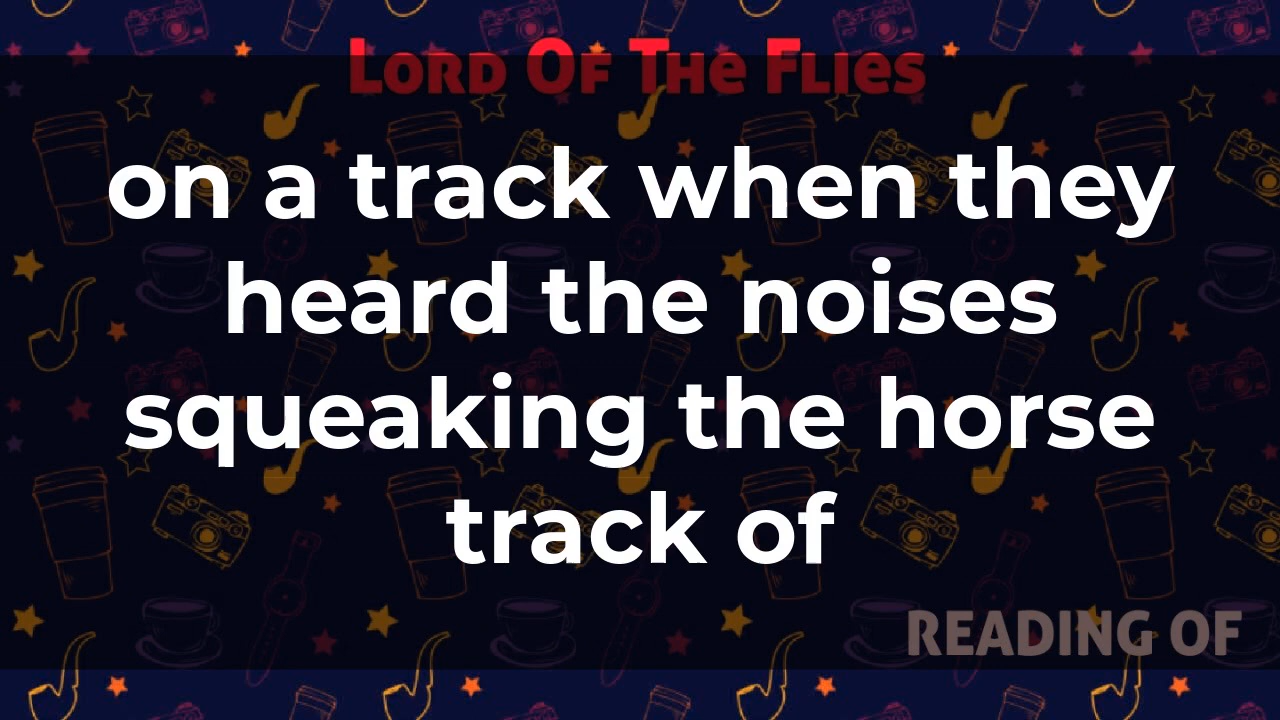 Lord Of The Flies
on a track when they
heard the noises
squeaking the horse
track of
READING OF